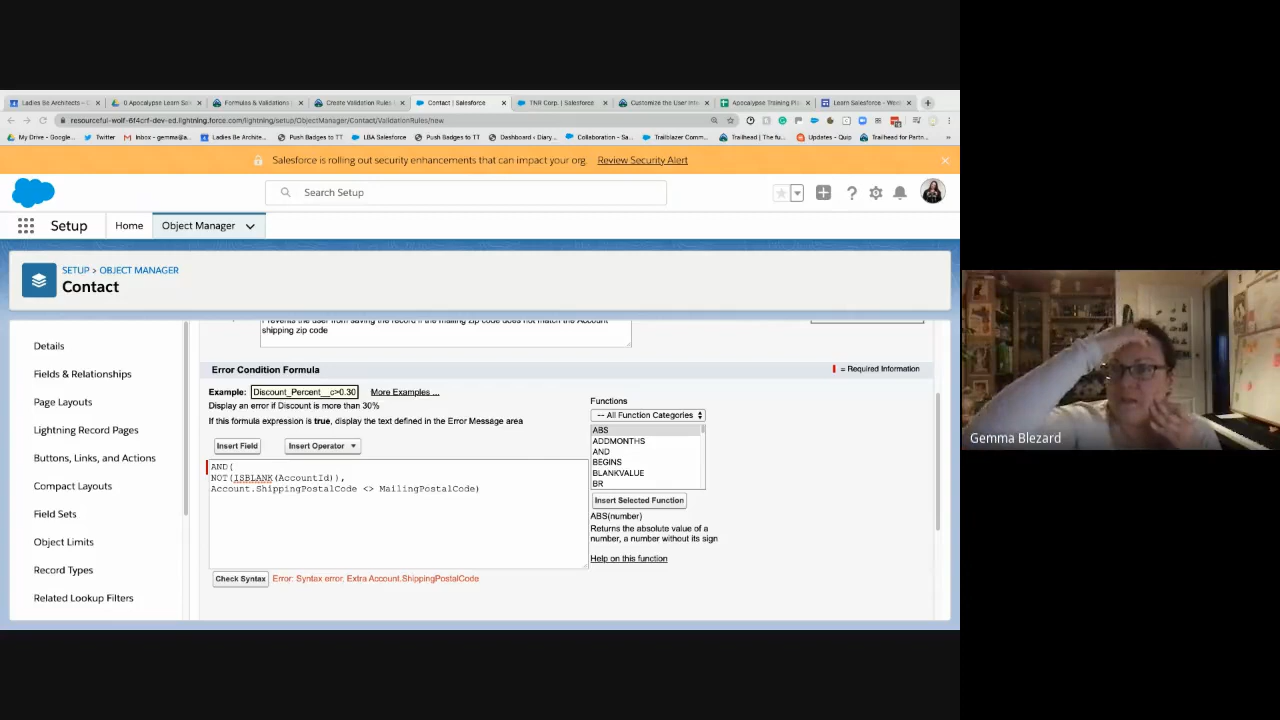 Ladies Be Architects - C
0 Apocalypse Learn Sal
Formulas & Validations
Create Validation Rules
Contact | Salesforce
TNR Corp. | Salesforce
Customize the User Inte
Apocalypse Training Pla
Learn Salesforce - Wee
resourceful-wolf-6f4crf-dev-ed.lightning.force.com/lightning/setup/ObjectManager/Contact/ValidationRules/new
My Drive - Google...
Twitter
Inbox - gemma@a...
Ladies Be Archite...
Push Badges to TT
LBA Salesforce
Push Badges to TT
Dashboard ‹ Diary...
Collaboration - Sa...
Trailblazer Comm...
Trailhead | The fu...
Updates - Quip
Trailhead for Partn...
Salesforce is rolling out security enhancements that can impact your org. Review Security Alert
Search Setup
Setup
Home
Object Manager
SETUP > OBJECT MANAGER
Contact
Details
Fields & Relationships
Page Layouts
Lightning Record Pages
Buttons, Links, and Actions
Compact Layouts
Field Sets
Object Limits
Record Types
Related Lookup Filters
Prevents the user from saving the record if the mailing zip code does not match the Account
shipping zip code
Error Condition Formula
= Required Information
Example: Discount_Percent__c>0.30 More Examples ...
Display an error if Discount is more than 30%
If this formula expression is true, display the text defined in the Error Message area
Insert Field
Insert Operator
AND(
NOT(ISBLANK(AccountId)),
Account.ShippingPostalCode <> MailingPostalCode)
Check Syntax
Error: Syntax error. Extra Account.ShippingPostalCode
Functions
-- All Function Categories --
ABS
ADDMONTHS
AND
BEGINS
BLANKVALUE
BR
Insert Selected Function
ABS(number)
Returns the absolute value of a
number, a number without its sign
Help on this function
Gemma Blezard